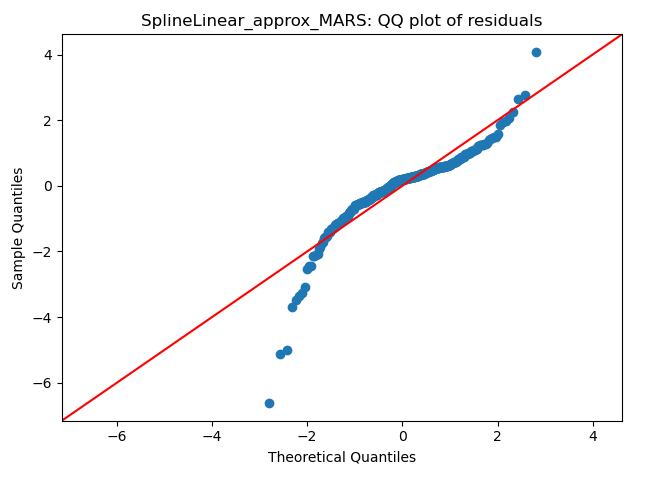 SplineLinear_approx_MARS: QQ plot of residuals
4
2
0
−2
−4
−6
Sample Quantiles
−6 −4 −2 0 2 4
Theoretical Quantiles